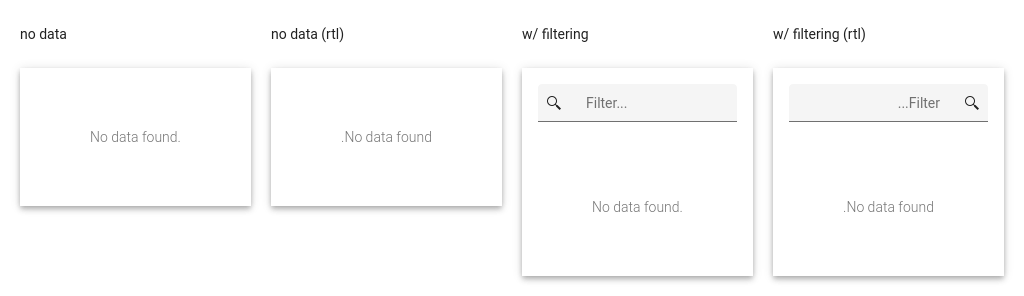 no data
No data found.
no data (rtl)
.No data found
w/ filtering
Filter...
No data found.
w/ filtering (rtl)
...Filter
.No data found